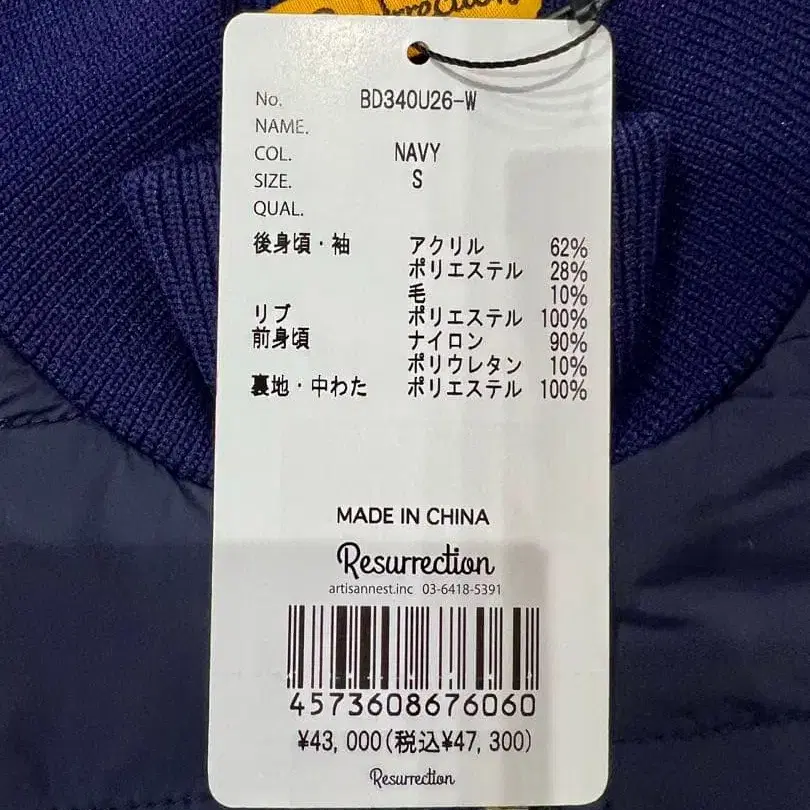 Resurrection
No. BD340U26-W
NAME.
COL. NAVY
SIZE. S
QUAL.
後身頃・袖 アクリル 62%
ポリエステル 28%
毛 10%
リブ ポリエステル 100%
前身頃 ナイロン 90%
ポリウレタン 10%
裏地・中わた ポリエステル 100%
MADE IN CHINA
Resurrection
artisannest.inc 03-6418-5391
4573608676060
¥43,000(税込¥47,300)
Resurrection